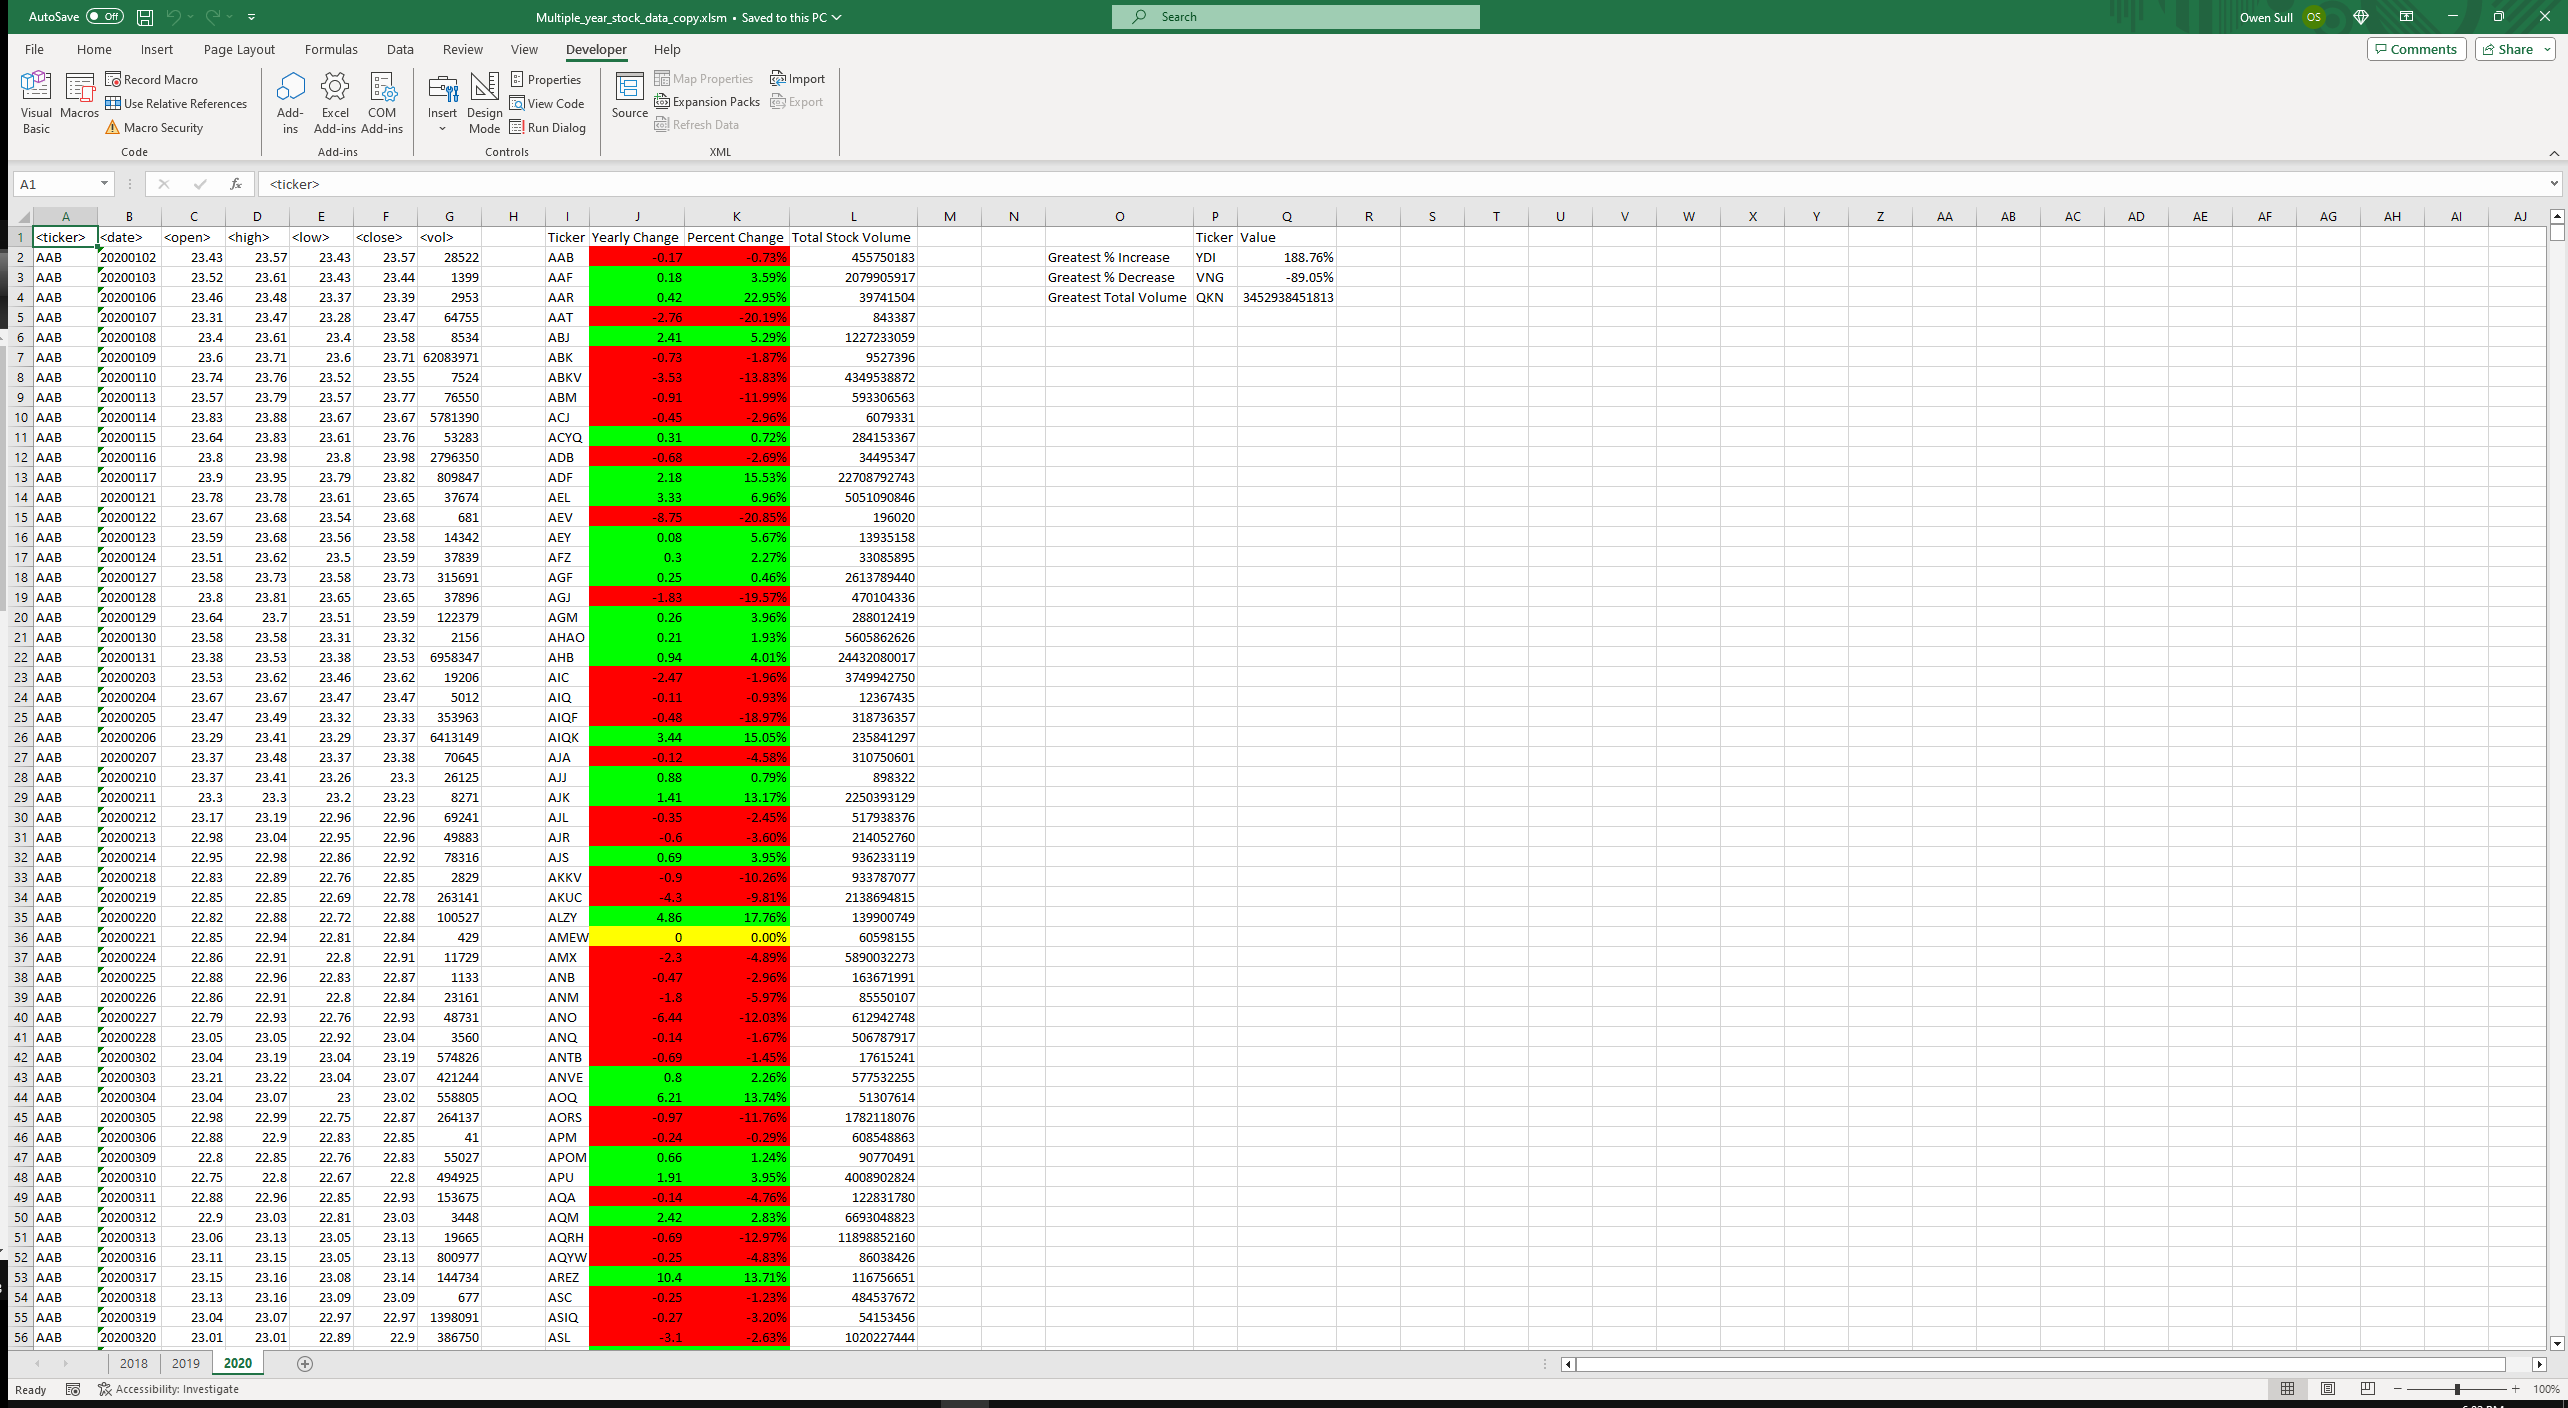 AutoSave Off Multiple_year_stock_data_copy.xlsm • Saved to this PC Search Owen Sull OS
File Home Insert Page Layout Formulas Data Review View Developer Help Comments Share
Visual Basic Macros Record Macro Use Relative References Macro Security Code
Add-ins Excel Add-ins COM Add-ins Add-ins
Insert Design Mode Properties View Code Run Dialog Controls
Source Map Properties Expansion Packs Refresh Data Import Export XML
A1 fx <ticker>
A B C D E F G H I J K L M N O P Q R S T U V W X Y Z AA AB AC AD AE AF AG AH AI AJ
1 <ticker> <date> <open> <high> <low> <close> <vol> Ticker Yearly Change Percent Change Total Stock Volume Ticker Value
2 AAB 20200102 23.43 23.57 23.43 23.57 28522 AAB -0.17 -0.73% 455750183 Greatest % Increase YDI 188.76%
3 AAB 20200103 23.52 23.61 23.43 23.44 1399 AAF 0.18 3.59% 2079905917 Greatest % Decrease VNG -89.05%
4 AAB 20200106 23.46 23.48 23.37 23.39 2953 AAR 0.42 22.95% 39741504 Greatest Total Volume QKN 3452938451813
5 AAB 20200107 23.31 23.47 23.28 23.47 64755 AAT -2.76 -20.19% 843387
6 AAB 20200108 23.4 23.61 23.4 23.58 8534 ABJ 2.41 5.29% 1227233059
7 AAB 20200109 23.6 23.71 23.6 23.71 62083971 ABK -0.73 -1.87% 9527396
8 AAB 20200110 23.74 23.76 23.52 23.55 7524 ABKV -3.53 -13.83% 4349538872
9 AAB 20200113 23.57 23.79 23.57 23.77 76550 ABM -0.91 -11.99% 593306563
10 AAB 20200114 23.83 23.88 23.67 23.67 5781390 ACJ -0.45 -2.96% 6079331
11 AAB 20200115 23.64 23.83 23.61 23.76 53283 ACYQ 0.31 0.72% 284153367
12 AAB 20200116 23.8 23.98 23.8 23.98 2796350 ADB -0.68 -2.69% 34495347
13 AAB 20200117 23.9 23.95 23.79 23.82 809847 ADF 2.18 15.53% 22708792743
14 AAB 20200121 23.78 23.78 23.61 23.65 37674 AEL 3.33 6.96% 5051090846
15 AAB 20200122 23.67 23.68 23.54 23.68 681 AEV -8.75 -20.85% 196020
16 AAB 20200123 23.59 23.68 23.56 23.58 14342 AEY 0.08 5.67% 13935158
17 AAB 20200124 23.51 23.62 23.5 23.59 37839 AFZ 0.3 2.27% 33085895
18 AAB 20200127 23.58 23.73 23.58 23.73 315691 AGF 0.25 0.46% 2613789440
19 AAB 20200128 23.8 23.81 23.65 23.65 37896 AGJ -1.83 -19.57% 470104336
20 AAB 20200129 23.64 23.7 23.51 23.59 122379 AGM 0.26 3.96% 288012419
21 AAB 20200130 23.58 23.58 23.31 23.32 2156 AHAO 0.21 1.93% 5605862626
22 AAB 20200131 23.38 23.53 23.38 23.53 6958347 AHB 0.94 4.01% 24432080017
23 AAB 20200203 23.53 23.62 23.46 23.62 19206 AIC -2.47 -1.96% 3749942750
24 AAB 20200204 23.67 23.67 23.47 23.47 5012 AIQ -0.11 -0.93% 12367435
25 AAB 20200205 23.47 23.49 23.32 23.33 353963 AIQF -0.48 -18.97% 318736357
26 AAB 20200206 23.29 23.41 23.29 23.37 6413149 AIQK 3.44 15.05% 235841297
27 AAB 20200207 23.37 23.48 23.37 23.38 70645 AJA -0.12 -4.58% 310750601
28 AAB 20200210 23.37 23.41 23.26 23.3 26125 AJJ 0.88 0.79% 898322
29 AAB 20200211 23.3 23.3 23.2 23.23 8271 AJK 1.41 13.17% 2250393129
30 AAB 20200212 23.17 23.19 22.96 22.96 69241 AJL -0.35 -2.45% 517938376
31 AAB 20200213 22.98 23.04 22.95 22.96 49883 AJR -0.6 -3.60% 214052760
32 AAB 20200214 22.95 22.98 22.86 22.92 78316 AJS 0.69 3.95% 936233119
33 AAB 20200218 22.83 22.89 22.76 22.85 2829 AKKV -0.9 -10.26% 933787077
34 AAB 20200219 22.85 22.85 22.69 22.78 263141 AKUC -4.3 -9.81% 2138694815
35 AAB 20200220 22.82 22.88 22.72 22.88 100527 ALZY 4.86 17.76% 139900749
36 AAB 20200221 22.85 22.94 22.81 22.84 429 AMEW 0 0.00% 60598155
37 AAB 20200224 22.86 22.91 22.8 22.91 11729 AMX -2.3 -4.89% 5890032273
38 AAB 20200225 22.88 22.96 22.83 22.87 1133 ANB -0.47 -2.96% 163671991
39 AAB 20200226 22.86 22.91 22.8 22.84 23161 ANM -1.8 -5.97% 85550107
40 AAB 20200227 22.79 22.93 22.76 22.93 48731 ANO -6.44 -12.03% 612942748
41 AAB 20200228 23.05 23.05 22.92 23.04 3560 ANQ -0.14 -1.67% 506787917
42 AAB 20200302 23.04 23.19 23.04 23.19 574826 ANTB -0.69 -1.45% 17615241
43 AAB 20200303 23.21 23.22 23.04 23.07 421244 ANVE 0.8 2.26% 577532255
44 AAB 20200304 23.04 23.07 23 23.02 558805 AOQ 6.21 13.74% 51307614
45 AAB 20200305 22.98 22.99 22.75 22.87 264137 AORS -0.97 -11.76% 1782118076
46 AAB 20200306 22.88 22.9 22.83 22.85 41 APM -0.24 -0.29% 608548863
47 AAB 20200309 22.8 22.85 22.76 22.83 55027 APOM 0.66 1.24% 90770491
48 AAB 20200310 22.75 22.8 22.67 22.8 494925 APU 1.91 3.95% 4008902824
49 AAB 20200311 22.88 22.96 22.85 22.93 153675 AQA -0.14 -4.76% 122831780
50 AAB 20200312 22.9 23.03 22.81 23.03 3448 AQM 2.42 2.83% 6693048823
51 AAB 20200313 23.06 23.13 23.05 23.13 19665 AQRH -0.69 -12.97% 11898852160
52 AAB 20200316 23.11 23.15 23.05 23.13 800977 AQYW -0.25 -4.83% 86038426
53 AAB 20200317 23.15 23.16 23.08 23.14 144734 AREZ 10.4 13.71% 116756651
54 AAB 20200318 23.13 23.16 23.09 23.09 677 ASC -0.25 -1.23% 484537672
55 AAB 20200319 23.04 23.07 22.97 22.97 1398091 ASIQ -0.27 -3.20% 54153456
56 AAB 20200320 23.01 23.01 22.89 22.9 386750 ASL -3.1 -2.63% 1020227444
2018 2019 2020
Ready Accessibility: Investigate 100%